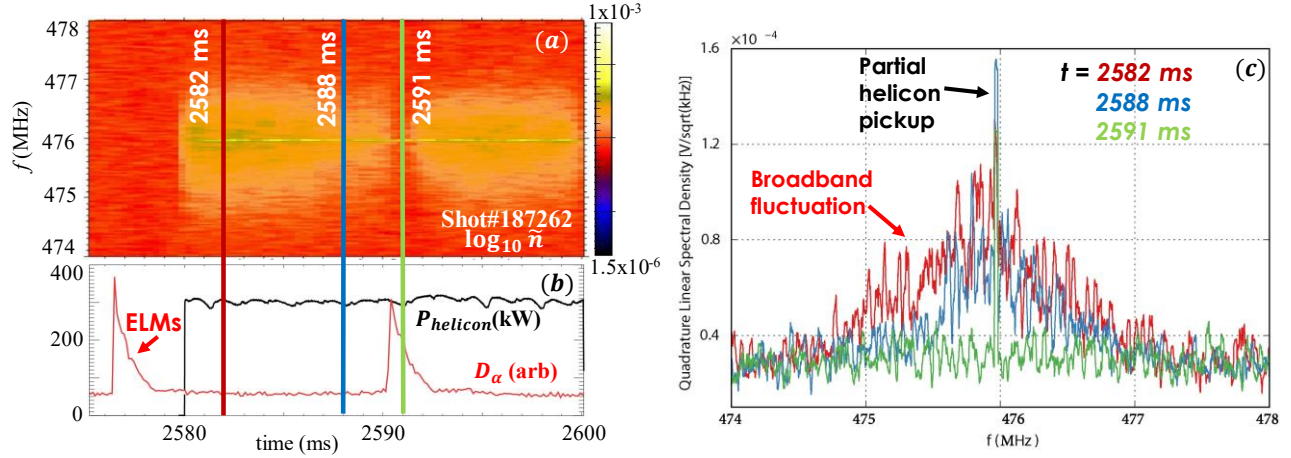 1x10⁻³
478
477
476
475
474
f (MHz)
(a)
2582 ms
2588 ms
2591 ms
Shot#187262
log₁₀ ñ
1.5x10⁻⁶
400
300
200
100
0
(b)
ELMs
P_helicon(kW)
D_α (arb)
2580
2590
2600
time (ms)
×10⁻⁴
1.6
1.2
0.8
0.4
Quadrature Linear Spectral Density [V/sqrt(kHz)]
Partial
helicon
pickup
t = 2582 ms
2588 ms
2591 ms
(c)
Broadband
fluctuation
474
475
476
477
478
f (MHz)